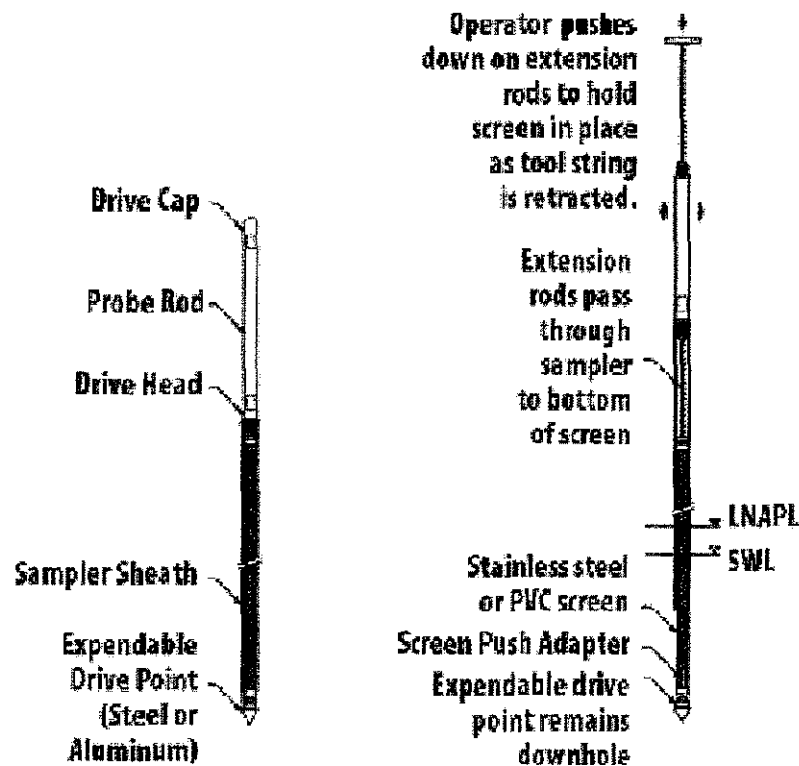 Drive Cap
Probe Rod
Drive Head
Sampler Sheath
Expendable
Drive Point
(Steel or
Aluminum)
Operator pushes
down on extension
rods to hold
screen in place
as tool string
is retracted.
Extension
rods pass
through
sampler
to bottom
of screen
LNAPL
SWL
Stainless steel
or PVC screen
Screen Push Adapter
Expendable drive
point remains
downhole